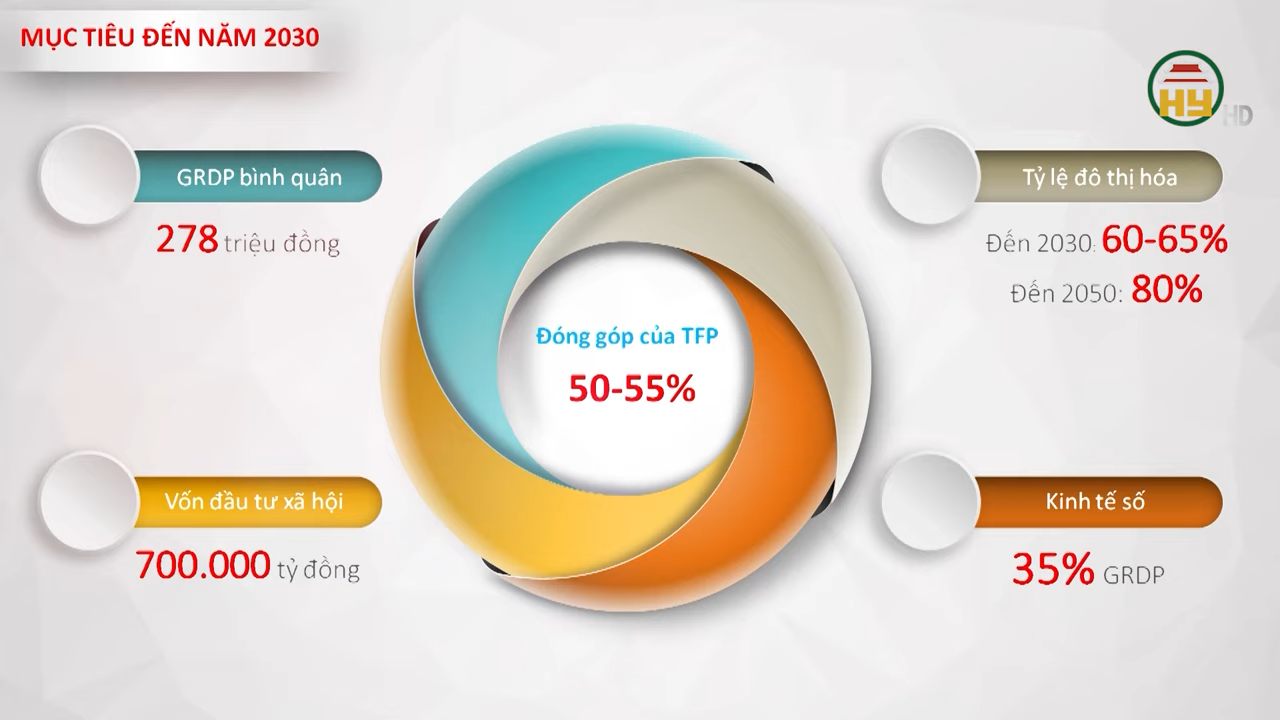 MỤC TIÊU ĐẾN NĂM 2030
HY
HD
GRDP bình quân
278 triệu đồng
Tỷ lệ đô thị hóa
Đến 2030: 60-65%
Đến 2050: 80%
Đóng góp của TFP
50-55%
Vốn đầu tư xã hội
700.000 tỷ đồng
Kinh tế số
35% GRDP